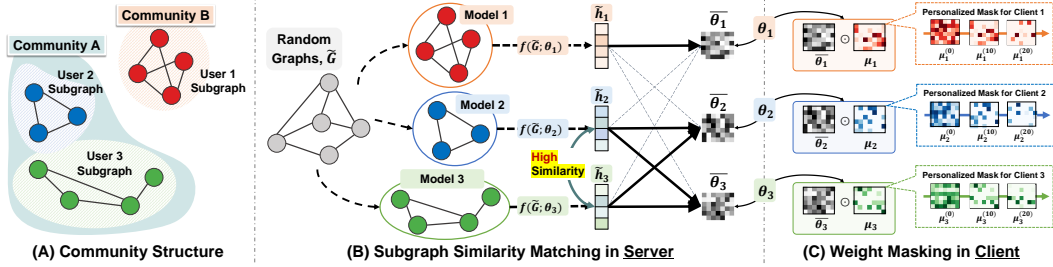 Community B
Community A
User 2
Subgraph
User 1
Subgraph
User 3
Subgraph
(A) Community Structure
Random
Graphs, G̃
Model 1
f(G̃; θ₁)
h̃₁
θ̄₁
Model 2
f(G̃; θ₂)
h̃₂
θ̄₂
High
Similarity
Model 3
f(G̃; θ₃)
h̃₃
θ̄₃
(B) Subgraph Similarity Matching in Server
θ₁
θ̄₁ ⊙ μ₁
Personalized Mask for Client 1
μ₁⁽⁰⁾ μ₁⁽¹⁰⁾ μ₁⁽²⁰⁾
θ₂
θ̄₂ ⊙ μ₂
Personalized Mask for Client 2
μ₂⁽⁰⁾ μ₂⁽¹⁰⁾ μ₂⁽²⁰⁾
θ₃
θ̄₃ ⊙ μ₃
Personalized Mask for Client 3
μ₃⁽⁰⁾ μ₃⁽¹⁰⁾ μ₃⁽²⁰⁾
(C) Weight Masking in Client